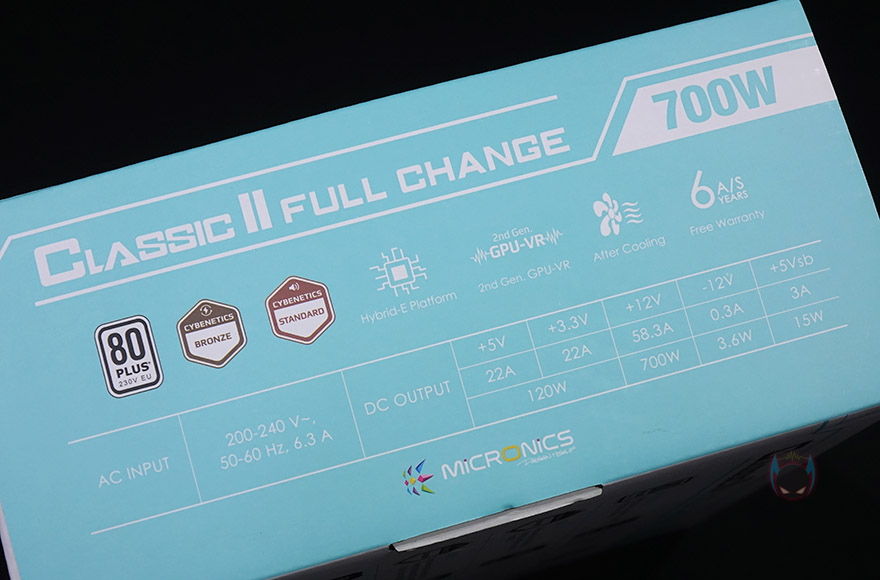 700W
CLASSIC II FULL CHANGE
80
PLUS
230V EU
CYBENETICS
BRONZE
CYBENETICS
STANDARD
Hybrid-E Platform
2nd Gen.
GPU-VR
2nd Gen. GPU-VR
After Cooling
6 A/S
YEARS
Free Warranty
AC INPUT
200-240 V~,
50-60 Hz, 6.3 A
DC OUTPUT
+5V +3.3V +12V -12V +5Vsb
22A 22A 58.3A 0.3A 3A
120W 700W 3.6W 15W
MiCRONiCS